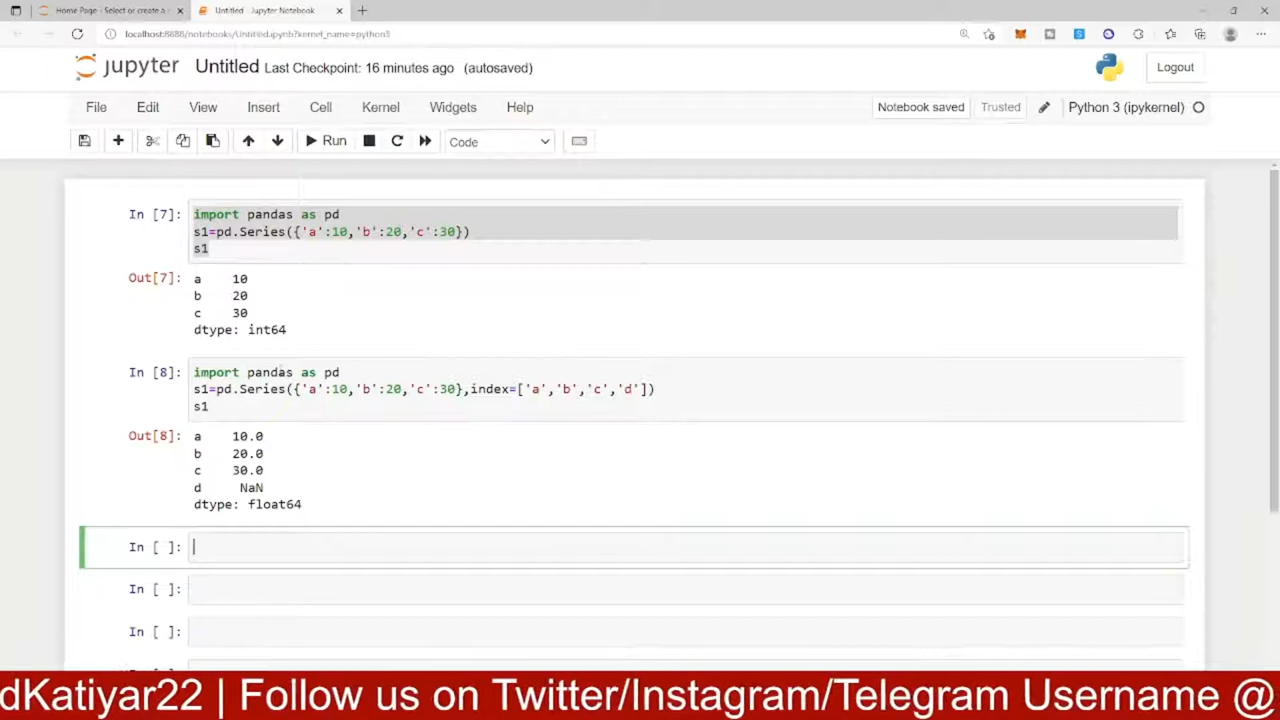 Home Page - Select or create a
Untitled - Jupyter Notebook
localhost:8888/notebooks/Untitled.ipynb?kernel_name=python3
jupyter Untitled Last Checkpoint: 16 minutes ago (autosaved)
Logout
File Edit View Insert Cell Kernel Widgets Help
Notebook saved Trusted Python 3 (ipykernel)
Run Code
In [7]: import pandas as pd
s1=pd.Series({'a':10,'b':20,'c':30})
s1
Out[7]: a 10
b 20
c 30
dtype: int64
In [8]: import pandas as pd
s1=pd.Series({'a':10,'b':20,'c':30},index=['a','b','c','d'])
s1
Out[8]: a 10.0
b 20.0
c 30.0
d NaN
dtype: float64
In [ ]:
In [ ]:
In [ ]:
dKatiyar22 | Follow us on Twitter/Instagram/Telegram Username @